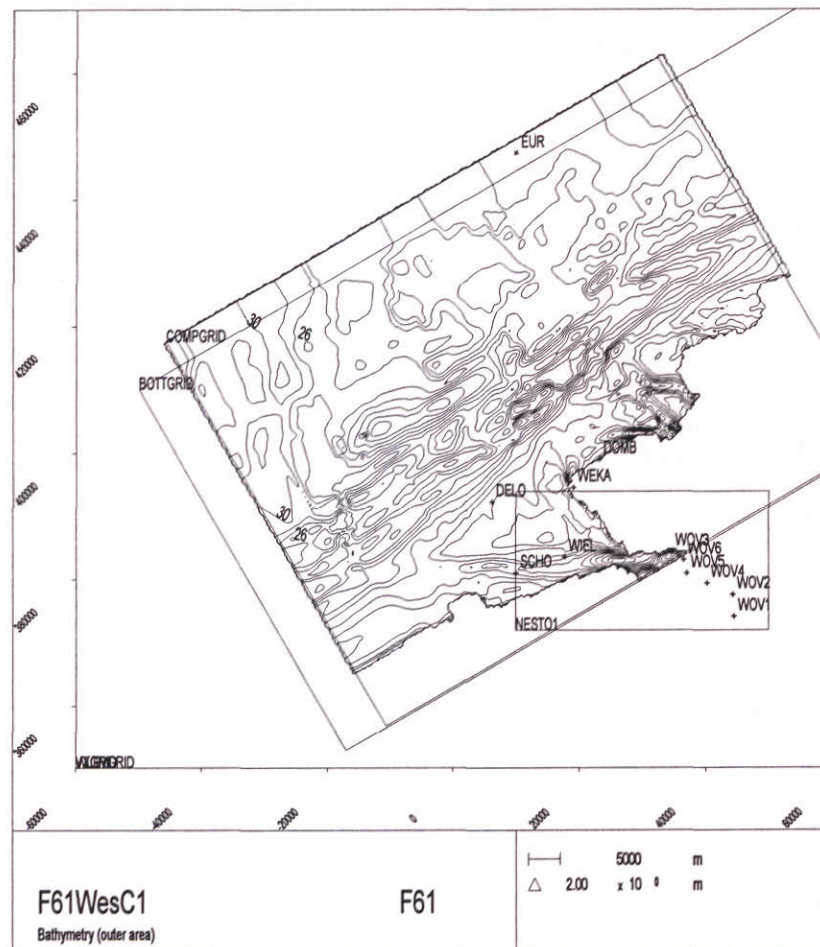 460000
EUR
440000
30
COMPGRID
26
420000
BOTTGRID
DOMB
400000
WEKA
DELO
30
26
WOV3
WOV6
WIEL
WOV5
SCHO
WOV4
WOV2
WOV1
380000
NESTO1
360000
-60000
-40000
-20000
0
20000
40000
60000
5000 m
△ 2.00 x 10 0 m
F61WesC1
F61
Bathymetry (outer area)